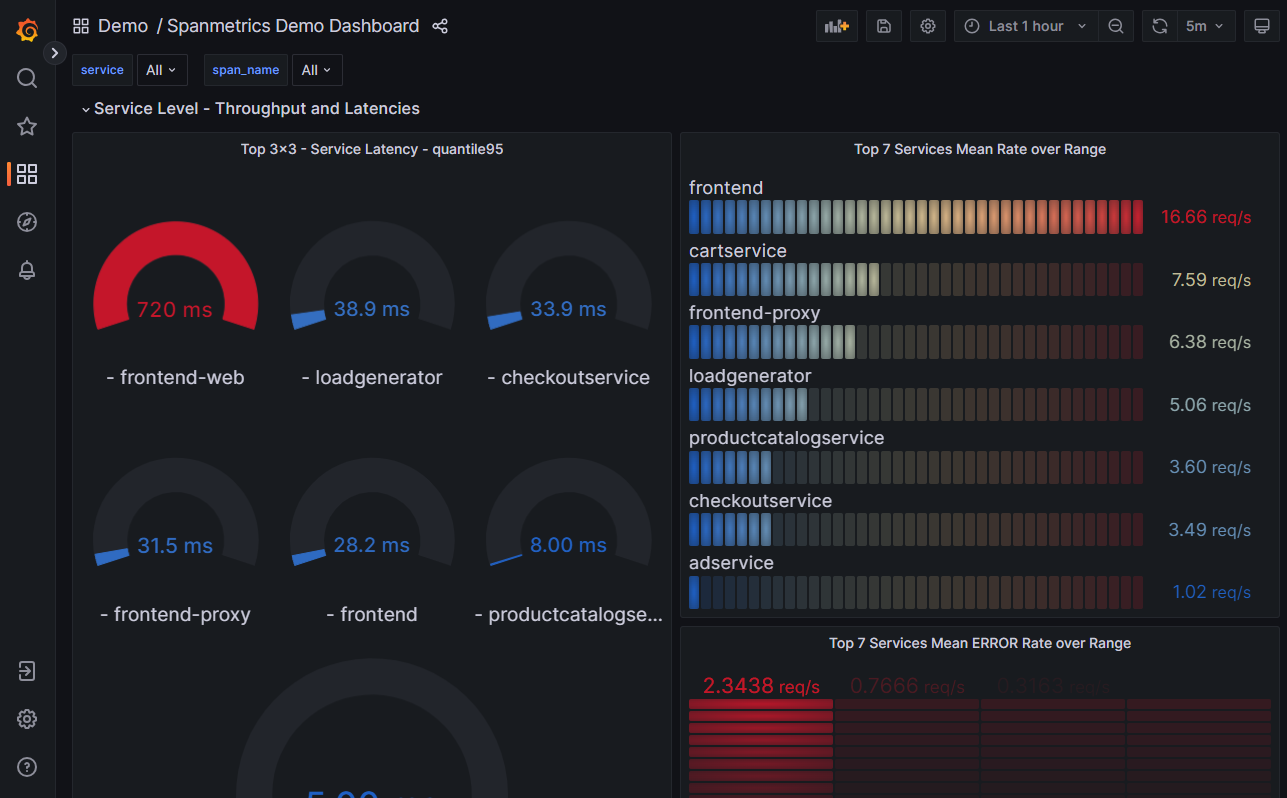 Demo / Spanmetrics Demo Dashboard
Last 1 hour
5m
service
All
span_name
All
Service Level - Throughput and Latencies
Top 3×3 - Service Latency - quantile95
720 ms
38.9 ms
33.9 ms
- frontend-web
- loadgenerator
- checkoutservice
31.5 ms
28.2 ms
8.00 ms
- frontend-proxy
- frontend
- productcatalogse...
Top 7 Services Mean Rate over Range
frontend
16.66 req/s
cartservice
7.59 req/s
frontend-proxy
6.38 req/s
loadgenerator
5.06 req/s
productcatalogservice
3.60 req/s
checkoutservice
3.49 req/s
adservice
1.02 req/s
Top 7 Services Mean ERROR Rate over Range
2.3438 req/s
0.7666 req/s